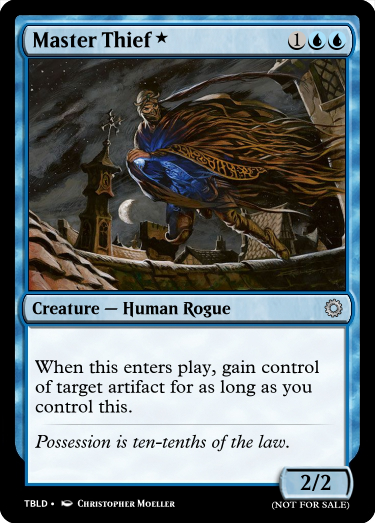 Master Thief ★
1
Creature — Human Rogue
When this enters play, gain control
of target artifact for as long as you
control this.
Possession is ten-tenths of the law.
2/2
TBLD • Christopher Moeller
(NOT FOR SALE)